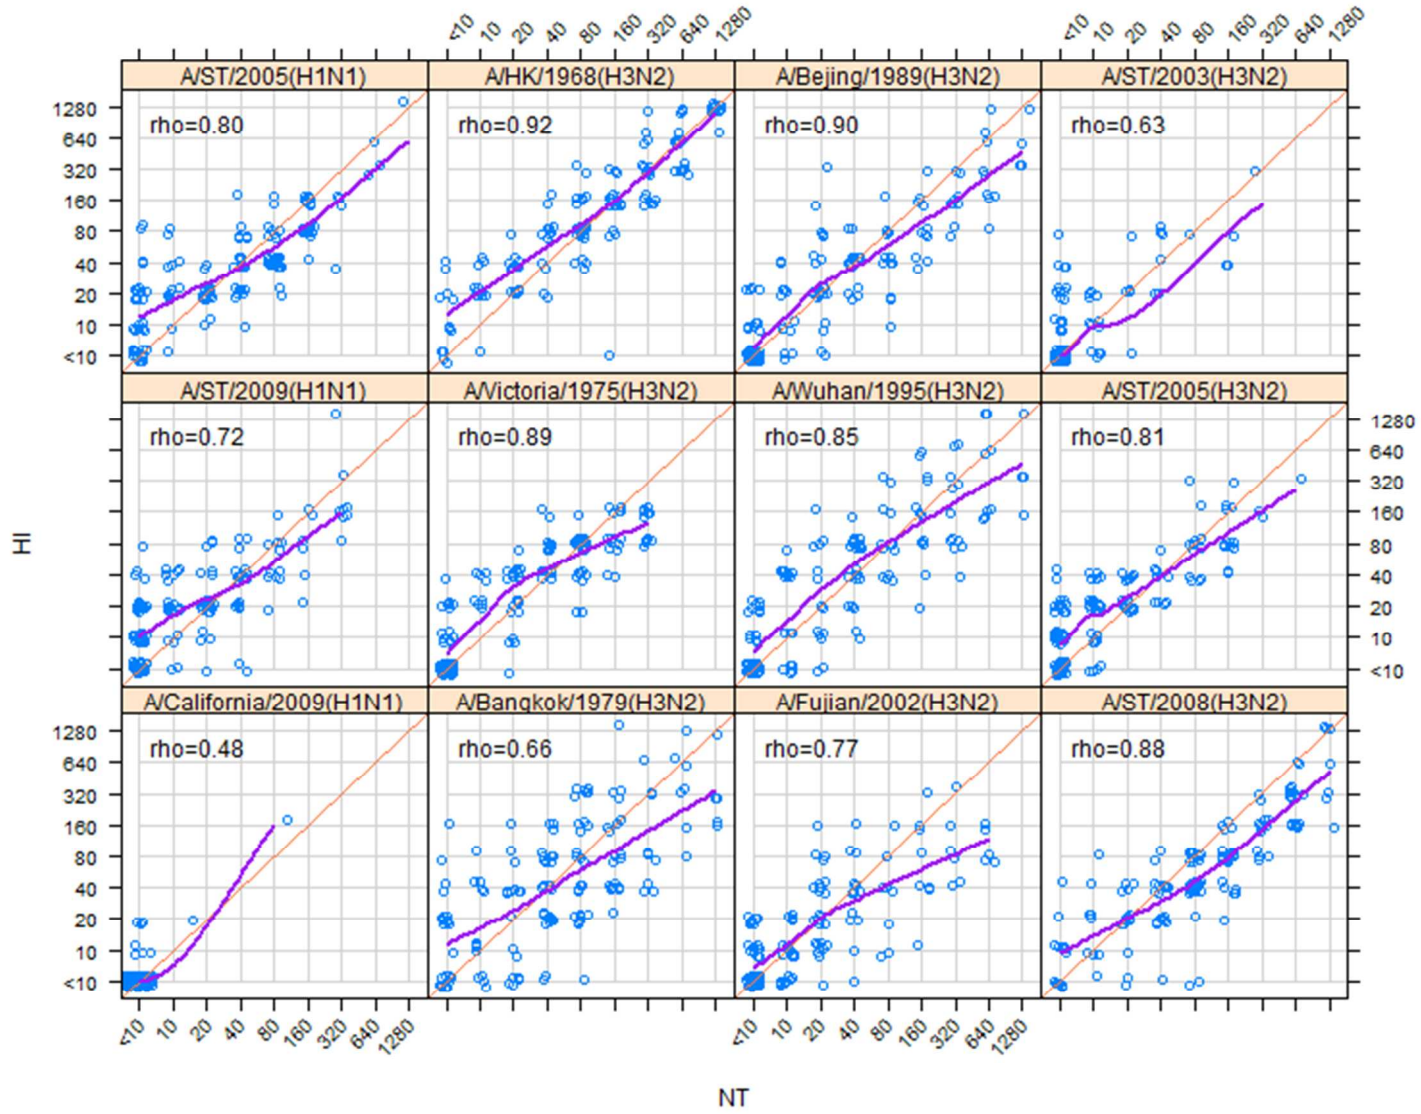 <10 10 20 40 80 160 320 640 1280 <10 10 20 40 80 160 320 640 1280
A/ST/2005(H1N1) A/HK/1968(H3N2) A/Bejing/1989(H3N2) A/ST/2003(H3N2)
1280
rho=0.80 rho=0.92 rho=0.90 rho=0.63
640
320
160
80
40
20
10
<10
A/ST/2009(H1N1) A/Victoria/1975(H3N2) A/Wuhan/1995(H3N2) A/ST/2005(H3N2)
1280
rho=0.72 rho=0.89 rho=0.85 rho=0.81
640
320
160
HI
80
40
20
10
<10
A/California/2009(H1N1) A/Bangkok/1979(H3N2) A/Fujian/2002(H3N2) A/ST/2008(H3N2)
1280
rho=0.48 rho=0.66 rho=0.77 rho=0.88
640
320
160
80
40
20
10
<10
<10 10 20 40 80 160 320 640 1280 <10 10 20 40 80 160 320 640 1280
NT